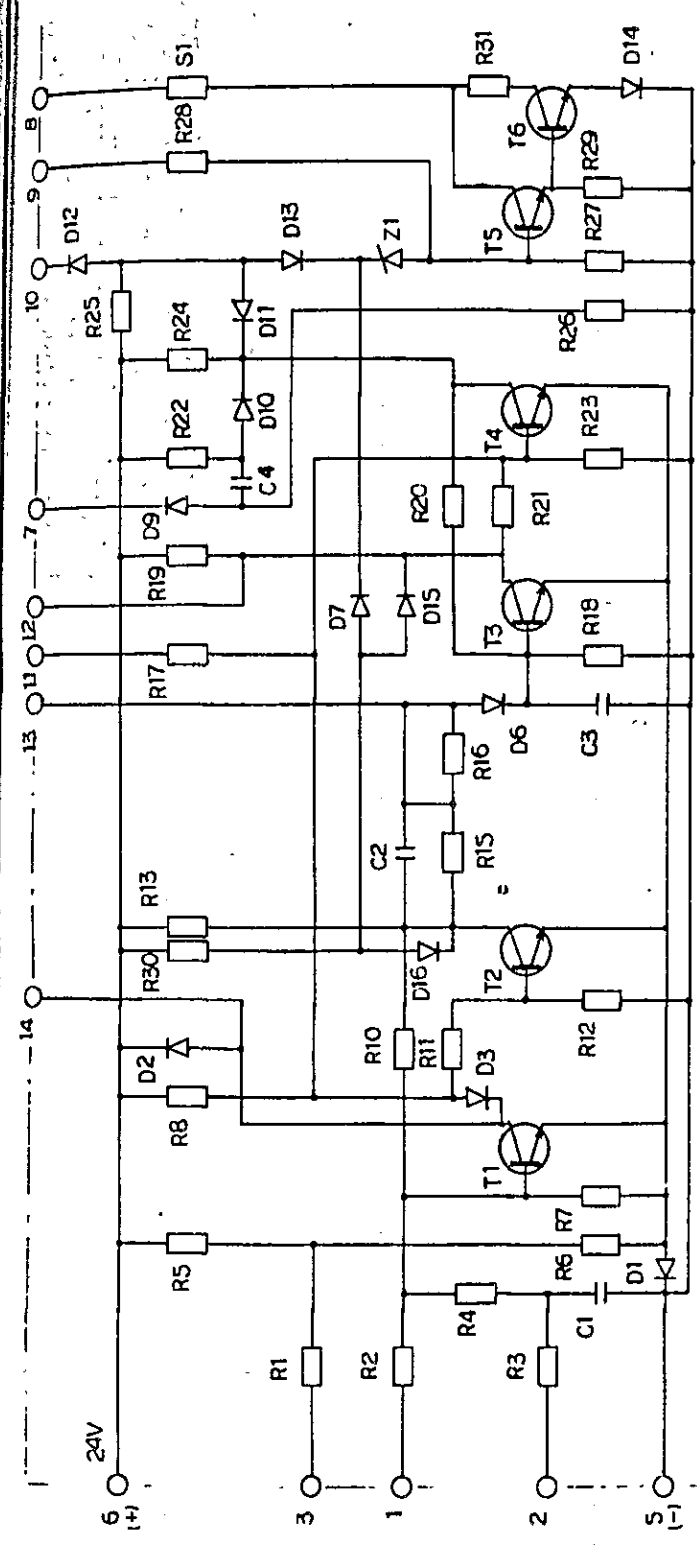 14
13
11
12
7
10
9
8
24V
6
(+)
D2
R30
R13
R17
R19
D9
R22
R24
R25
D12
R28
S1
R5
R8
C4
D10
D11
D13
Z1
R31
D14
3
R1
D7
D15
R20
R21
1
R2
R10
R11
D16
C2
R15
R16
D6
T4
T5
T6
2
R3
R4
D3
T1
T2
T3
C1
R6
R7
R12
C3
R18
R23
R26
R27
R29
D1
5
(-)